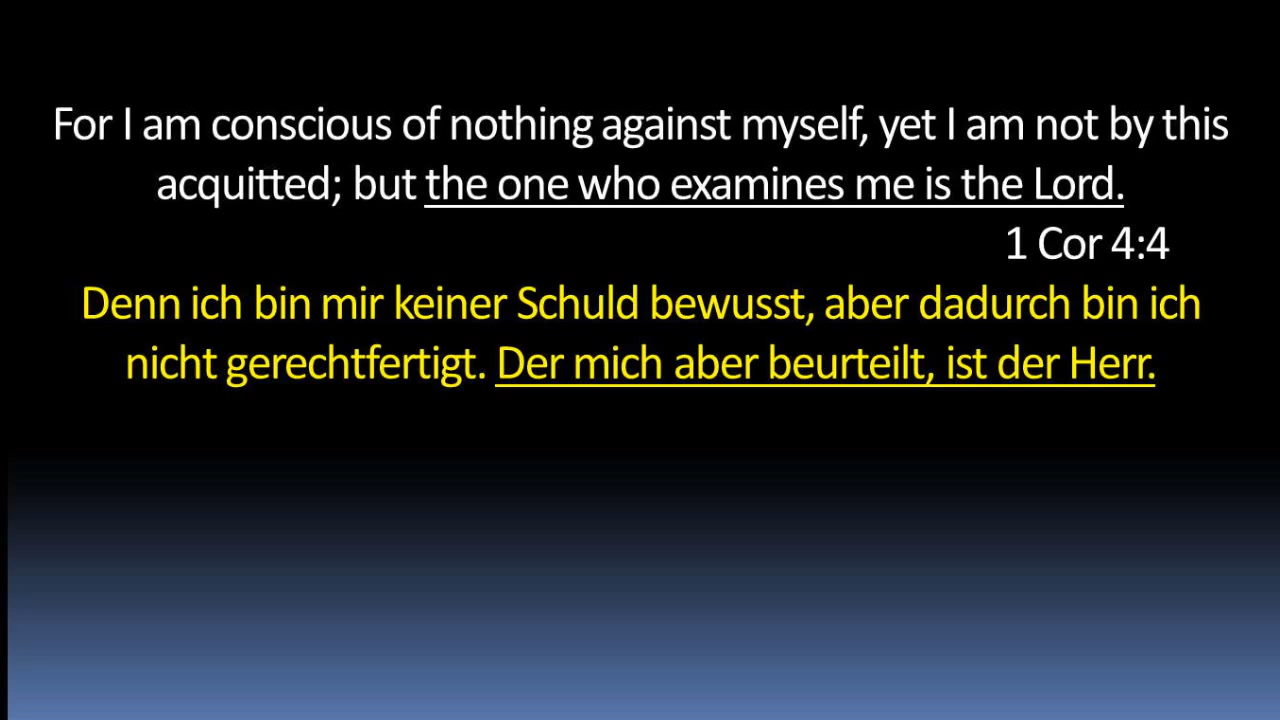 For I am conscious of nothing against myself, yet I am not by this
acquitted; but the one who examines me is the Lord.
1 Cor 4:4
Denn ich bin mir keiner Schuld bewusst, aber dadurch bin ich
nicht gerechtfertigt. Der mich aber beurteilt, ist der Herr.